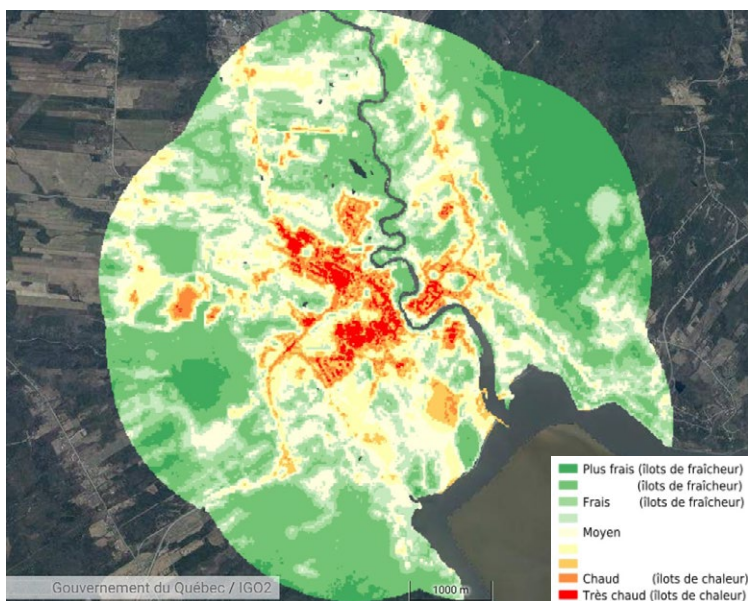 Plus frais (îlots de fraîcheur)
(îlots de fraîcheur)
Frais (îlots de fraîcheur)
Moyen
Chaud (îlots de chaleur)
Très chaud (îlots de chaleur)
Gouvernement du Québec / IGO2
1000 m